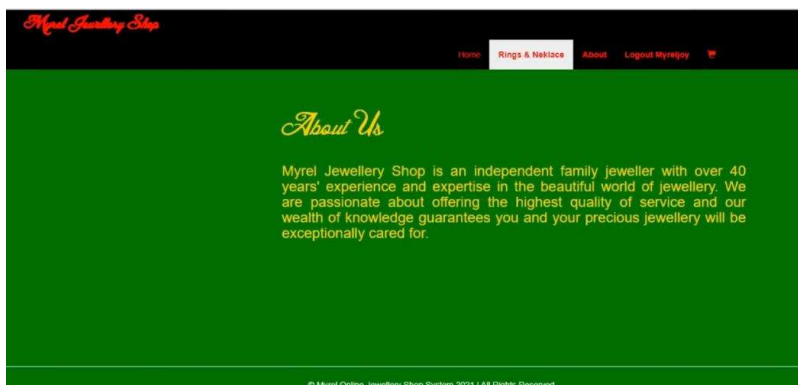 Myrel Jewellery Shop
Home Rings & Neklace About Logout Myreljoy
About Us
Myrel Jewellery Shop is an independent family jeweller with over 40
years' experience and expertise in the beautiful world of jewellery. We
are passionate about offering the highest quality of service and our
wealth of knowledge guarantees you and your precious jewellery will be
exceptionally cared for.
© Myrel Online Jewellery Shop System 2021 | All Rights Reserved